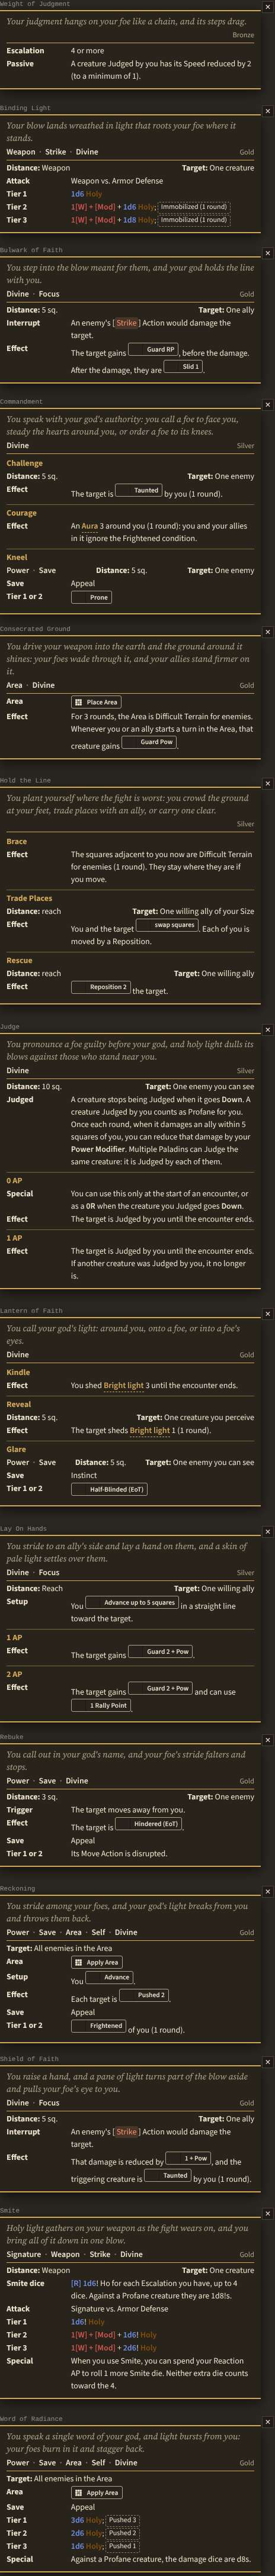 Weight of Judgment
Your judgment hangs on your foe like a chain, and its steps drag.
Bronze
Escalation 4 or more
Passive A creature Judged by you has its Speed reduced by 2
(to a minimum of 1).
Binding Light
Your blow lands wreathed in light that roots your foe where it
stands.
Weapon · Strike · Divine Gold
Distance: Weapon Target: One creature
Attack Weapon vs. Armor Defense
Tier 1 1d6 Holy
Tier 2 1[W] + [Mod] + 1d6 Holy; Immobilized (1 round)
Tier 3 1[W] + [Mod] + 1d8 Holy; Immobilized (1 round)
Bulwark of Faith
You step into the blow meant for them, and your god holds the line
with you.
Divine · Focus Gold
Distance: 5 sq. Target: One ally
Interrupt An enemy's [Strike] Action would damage the
target.
Effect The target gains Guard RP, before the damage.
After the damage, they are Slid 1.
Commandment
You speak with your god's authority: you call a foe to face you,
steady the hearts around you, or order a foe to its knees.
Divine Silver
Challenge
Distance: 5 sq. Target: One enemy
Effect The target is Taunted by you (1 round).
Courage
Effect An Aura 3 around you (1 round): you and your allies
in it ignore the Frightened condition.
Kneel
Power · Save Distance: 5 sq. Target: One enemy
Save Appeal
Tier 1 or 2 Prone
Consecrated Ground
You drive your weapon into the earth and the ground around it
shines: your foes wade through it, and your allies stand firmer on
it.
Area · Divine Gold
Area Place Area
Effect For 3 rounds, the Area is Difficult Terrain for enemies.
Whenever you or an ally starts a turn in the Area, that
creature gains Guard Pow.
Hold the Line
You plant yourself where the fight is worst: you crowd the ground
at your feet, trade places with an ally, or carry one clear.
Silver
Brace
Effect The squares adjacent to you now are Difficult Terrain
for enemies (1 round). They stay where they are if
you move.
Trade Places
Distance: reach Target: One willing ally of your Size
Effect You and the target swap squares. Each of you is
moved by a Reposition.
Rescue
Distance: reach Target: One willing ally
Effect Reposition 2 the target.
Judge
You pronounce a foe guilty before your god, and holy light dulls its
blows against those who stand near you.
Divine Silver
Distance: 10 sq. Target: One enemy you can see
Judged A creature stops being Judged when it goes Down. A
creature Judged by you counts as Profane for you.
Once each round, when it damages an ally within 5
squares of you, you can reduce that damage by your
Power Modifier. Multiple Paladins can Judge the
same creature: it is Judged by each of them.
0 AP
Special You can use this only at the start of an encounter, or
as a 0R when the creature you Judged goes Down.
Effect The target is Judged by you until the encounter ends.
1 AP
Effect The target is Judged by you until the encounter ends.
If another creature was Judged by you, it no longer
is.
Lantern of Faith
You call your god's light: around you, onto a foe, or into a foe's
eyes.
Divine Gold
Kindle
Effect You shed Bright light 3 until the encounter ends.
Reveal
Distance: 5 sq. Target: One creature you perceive
Effect The target sheds Bright light 1 (1 round).
Glare
Power · Save Distance: 5 sq. Target: One enemy you can see
Save Instinct
Tier 1 or 2 Half-Blinded (EoT)
Lay On Hands
You stride to an ally's side and lay a hand on them, and a skin of
pale light settles over them.
Divine · Focus Gold
Distance: Reach Target: One willing ally
Setup You Advance up to 5 squares in a straight line
toward the target.
1 AP
Effect The target gains Guard 2 + Pow.
2 AP
Effect The target gains Guard 2 + Pow and can use
1 Rally Point.
Rebuke
You call out in your god's name, and your foe's stride falters and
stops.
Power · Save · Divine Gold
Distance: 3 sq. Target: One enemy
Trigger The target moves away from you.
Effect The target is Hindered (EoT).
Save Appeal
Tier 1 or 2 Its Move Action is disrupted.
Reckoning
You stride among your foes, and your god's light breaks from you
and throws them back.
Power · Save · Area · Self · Divine Gold
Target: All enemies in the Area
Area Apply Area
Setup You Advance.
Effect Each target is Pushed 2.
Save Appeal
Tier 1 or 2 Frightened of you (1 round).
Shield of Faith
You raise a hand, and a pane of light turns part of the blow aside
and pulls your foe's eye to you.
Divine · Focus Gold
Distance: 5 sq. Target: One ally
Interrupt An enemy's [Strike] Action would damage the
target.
Effect That damage is reduced by 1 + Pow, and the
triggering creature is Taunted by you (1 round).
Smite
Holy light gathers on your weapon as the fight wears on, and you
bring all of it down in one blow.
Signature · Weapon · Strike · Divine Gold
Distance: Weapon Target: One creature
Smite dice [R] 1d6! Ho for each Escalation you have, up to 4
dice. Against a Profane creature they are 1d8!s.
Attack Signature vs. Armor Defense
Tier 1 1d6! Holy
Tier 2 1[W] + [Mod] + 1d6! Holy
Tier 3 1[W] + [Mod] + 2d6! Holy
Special When you use Smite, you can spend your Reaction
AP to roll 1 more Smite die. Neither extra die counts
toward the 4.
Word of Radiance
You speak a single word of your god, and light bursts from you:
your foes burn in it and stagger back.
Power · Save · Area · Self · Divine Gold
Target: All enemies in the Area
Area Apply Area
Save Appeal
Tier 1 3d6 Holy; Pushed 3
Tier 2 2d6 Holy; Pushed 2
Tier 3 1d6 Holy; Pushed 1
Special Against a Profane creature, the damage dice are d8s.